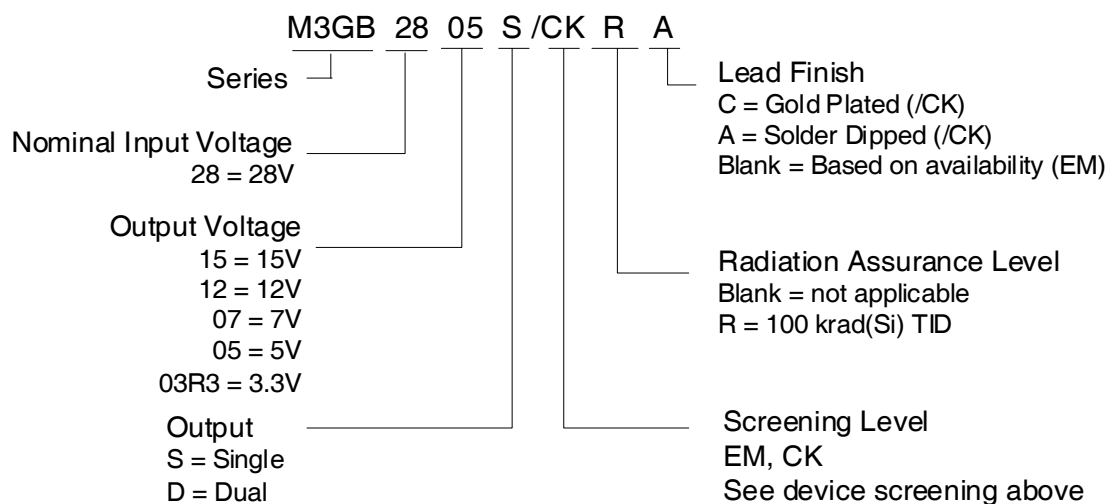 M3GB 28 05 S /CK R A
Series
Nominal Input Voltage
28 = 28V
Output Voltage
15 = 15V
12 = 12V
07 = 7V
05 = 5V
03R3 = 3.3V
Output
S = Single
D = Dual
Lead Finish
C = Gold Plated (/CK)
A = Solder Dipped (/CK)
Blank = Based on availability (EM)
Radiation Assurance Level
Blank = not applicable
R = 100 krad(Si) TID
Screening Level
EM, CK
See device screening above